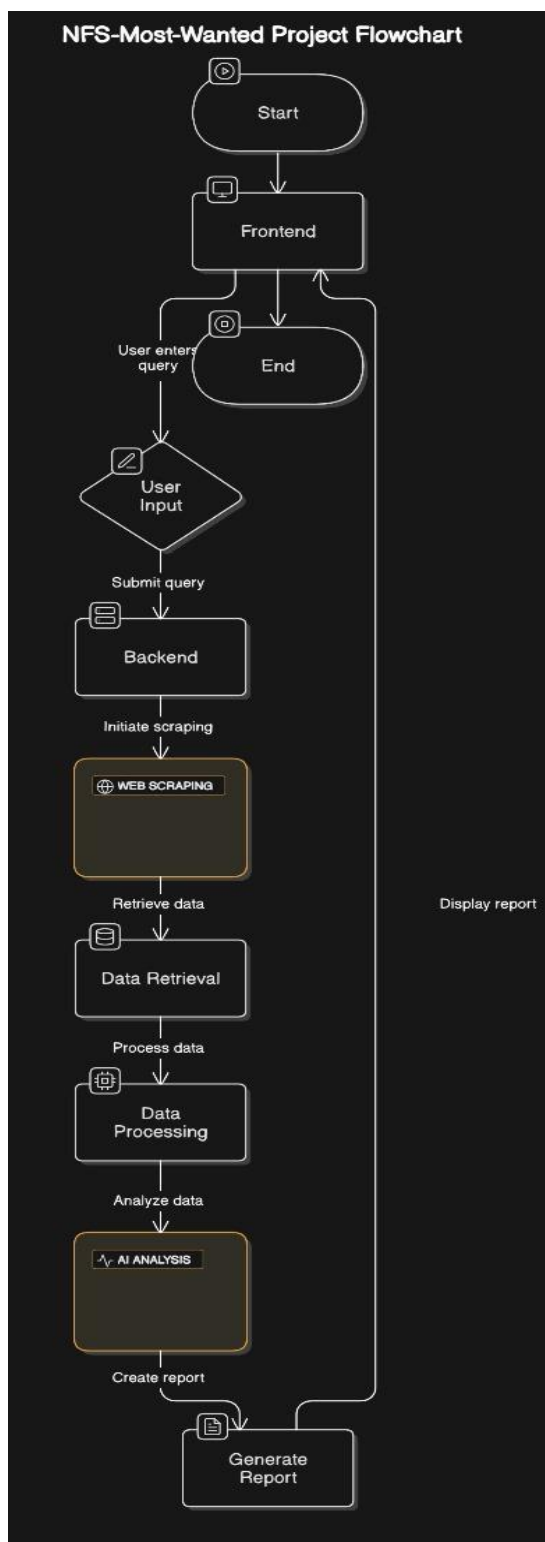 NFS-Most-Wanted Project Flowchart
Start
Frontend
User enters
query
End
User
Input
Submit query
Backend
Initiate scraping
WEB SCRAPING
Retrieve data
Display report
Data Retrieval
Process data
Data
Processing
Analyze data
AI ANALYSIS
Create report
Generate
Report